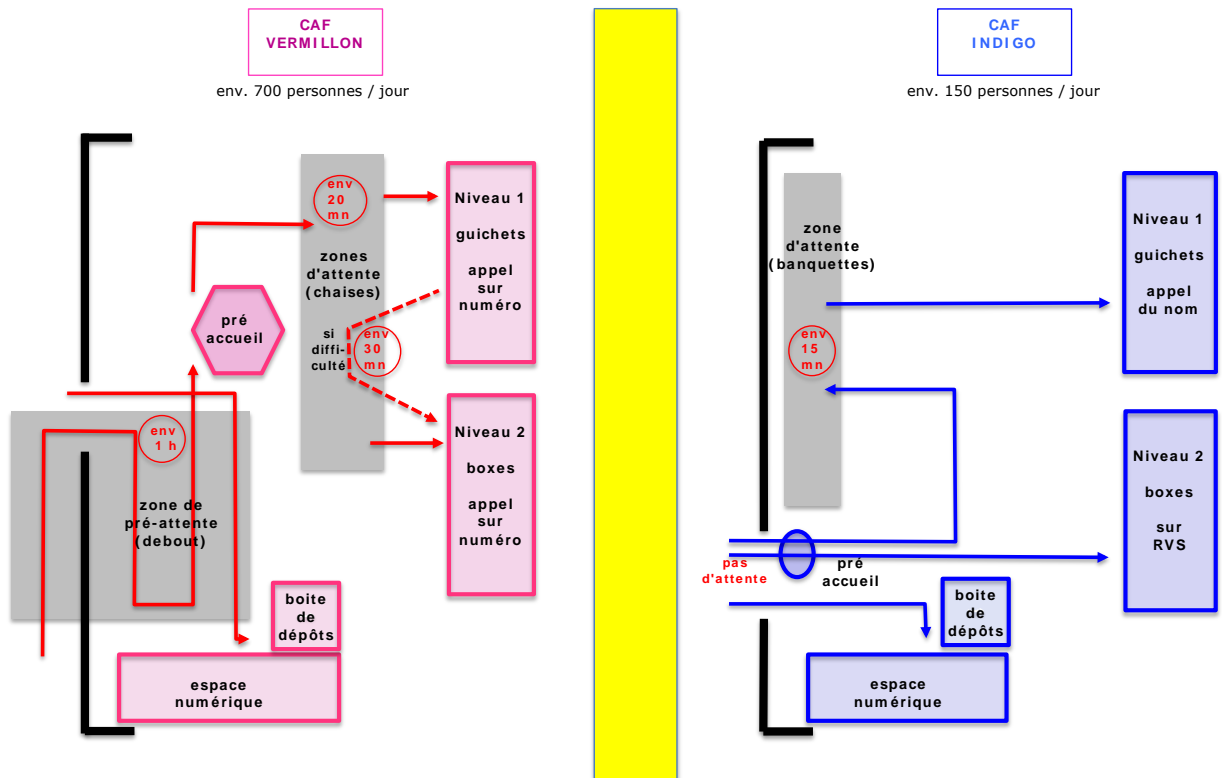 CAF
VERMILLON
env. 700 personnes / jour
env
20
mn
zones
d'attente
(chaises)
Niveau 1
guichets
appel
sur
numéro
pré
accueil
si
diffi-
culté
env
30
mn
env
1 h
zone de
pré-attente
(debout)
Niveau 2
boxes
appel
sur
numéro
boite
de
dépôts
espace
numérique
CAF
INDIGO
env. 150 personnes / jour
zone
d'attente
(banquettes)
env
15
mn
Niveau 1
guichets
appel
du nom
pas
d'attente
pré
accueil
Niveau 2
boxes
sur
RVS
boite
de
dépôts
espace
numérique